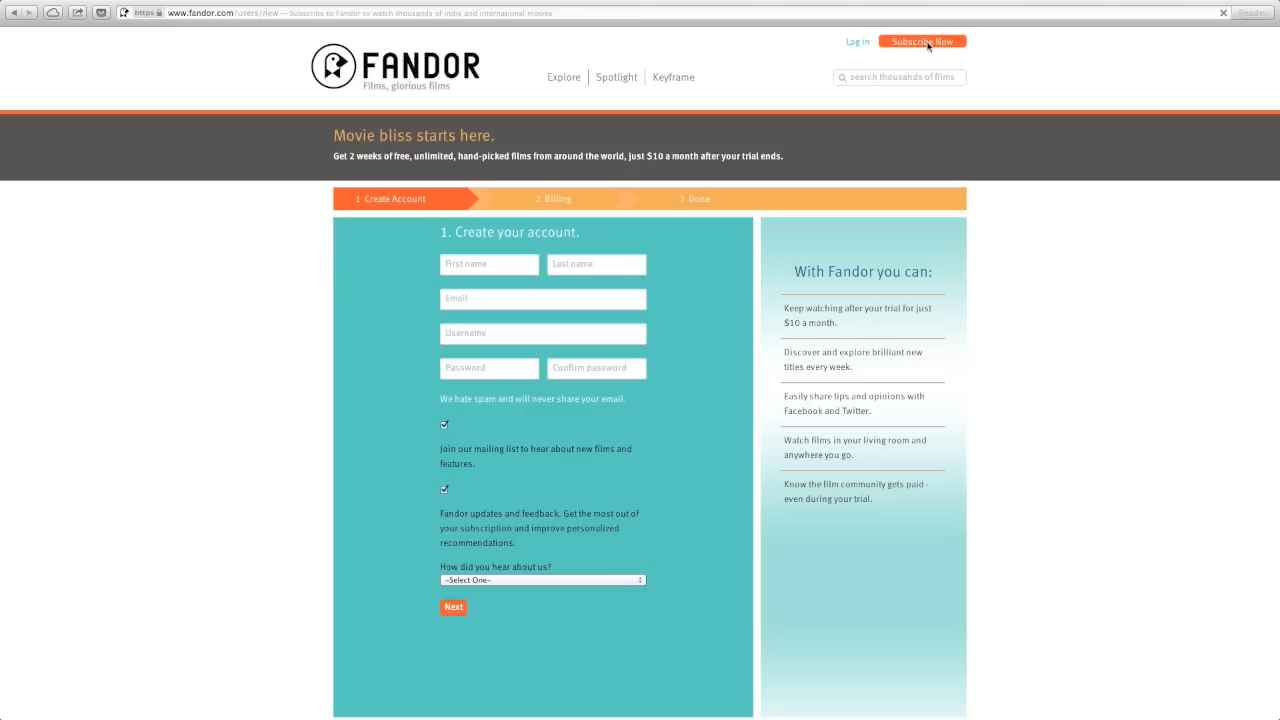 https www.fandor.com/users/new — Subscribe to Fandor to watch thousands of indie and international movies
Reader
Log in
Subscribe Now
FANDOR
Films, glorious films
Explore
Spotlight
Keyframe
search thousands of films
Movie bliss starts here.
Get 2 weeks of free, unlimited, hand-picked films from around the world, just $10 a month after your trial ends.
1 Create Account
2 Billing
3 Done
1. Create your account.
First name
Last name
Email
Username
Password
Confirm password
We hate spam and will never share your email.
Join our mailing list to hear about new films and
features.
Fandor updates and feedback. Get the most out of
your subscription and improve personalized
recommendations.
How did you hear about us?
--Select One--
Next
With Fandor you can:
Keep watching after your trial for just
$10 a month.
Discover and explore brilliant new
titles every week.
Easily share tips and opinions with
Facebook and Twitter.
Watch films in your living room and
anywhere you go.
Know the film community gets paid -
even during your trial.